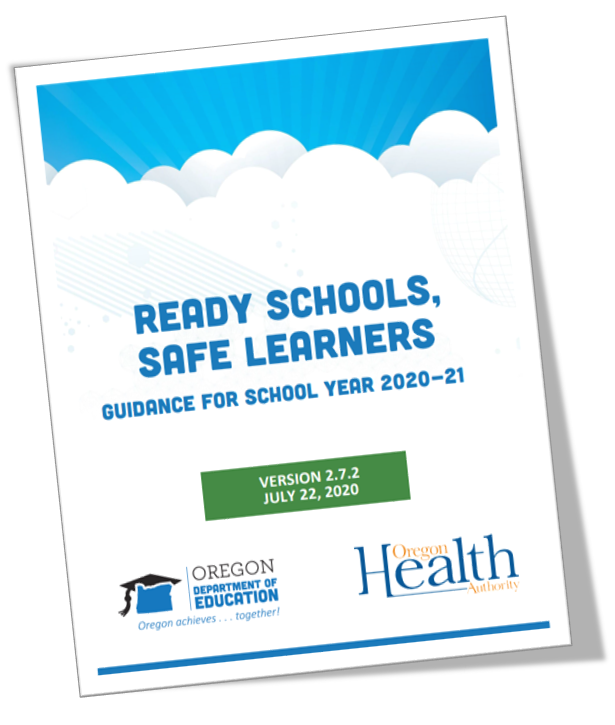 READY SCHOOLS,
SAFE LEARNERS
GUIDANCE FOR SCHOOL YEAR 2020–21
VERSION 2.7.2
JULY 22, 2020
OREGON
DEPARTMENT OF
EDUCATION
Oregon achieves . . . together!
Oregon
Health
Authority